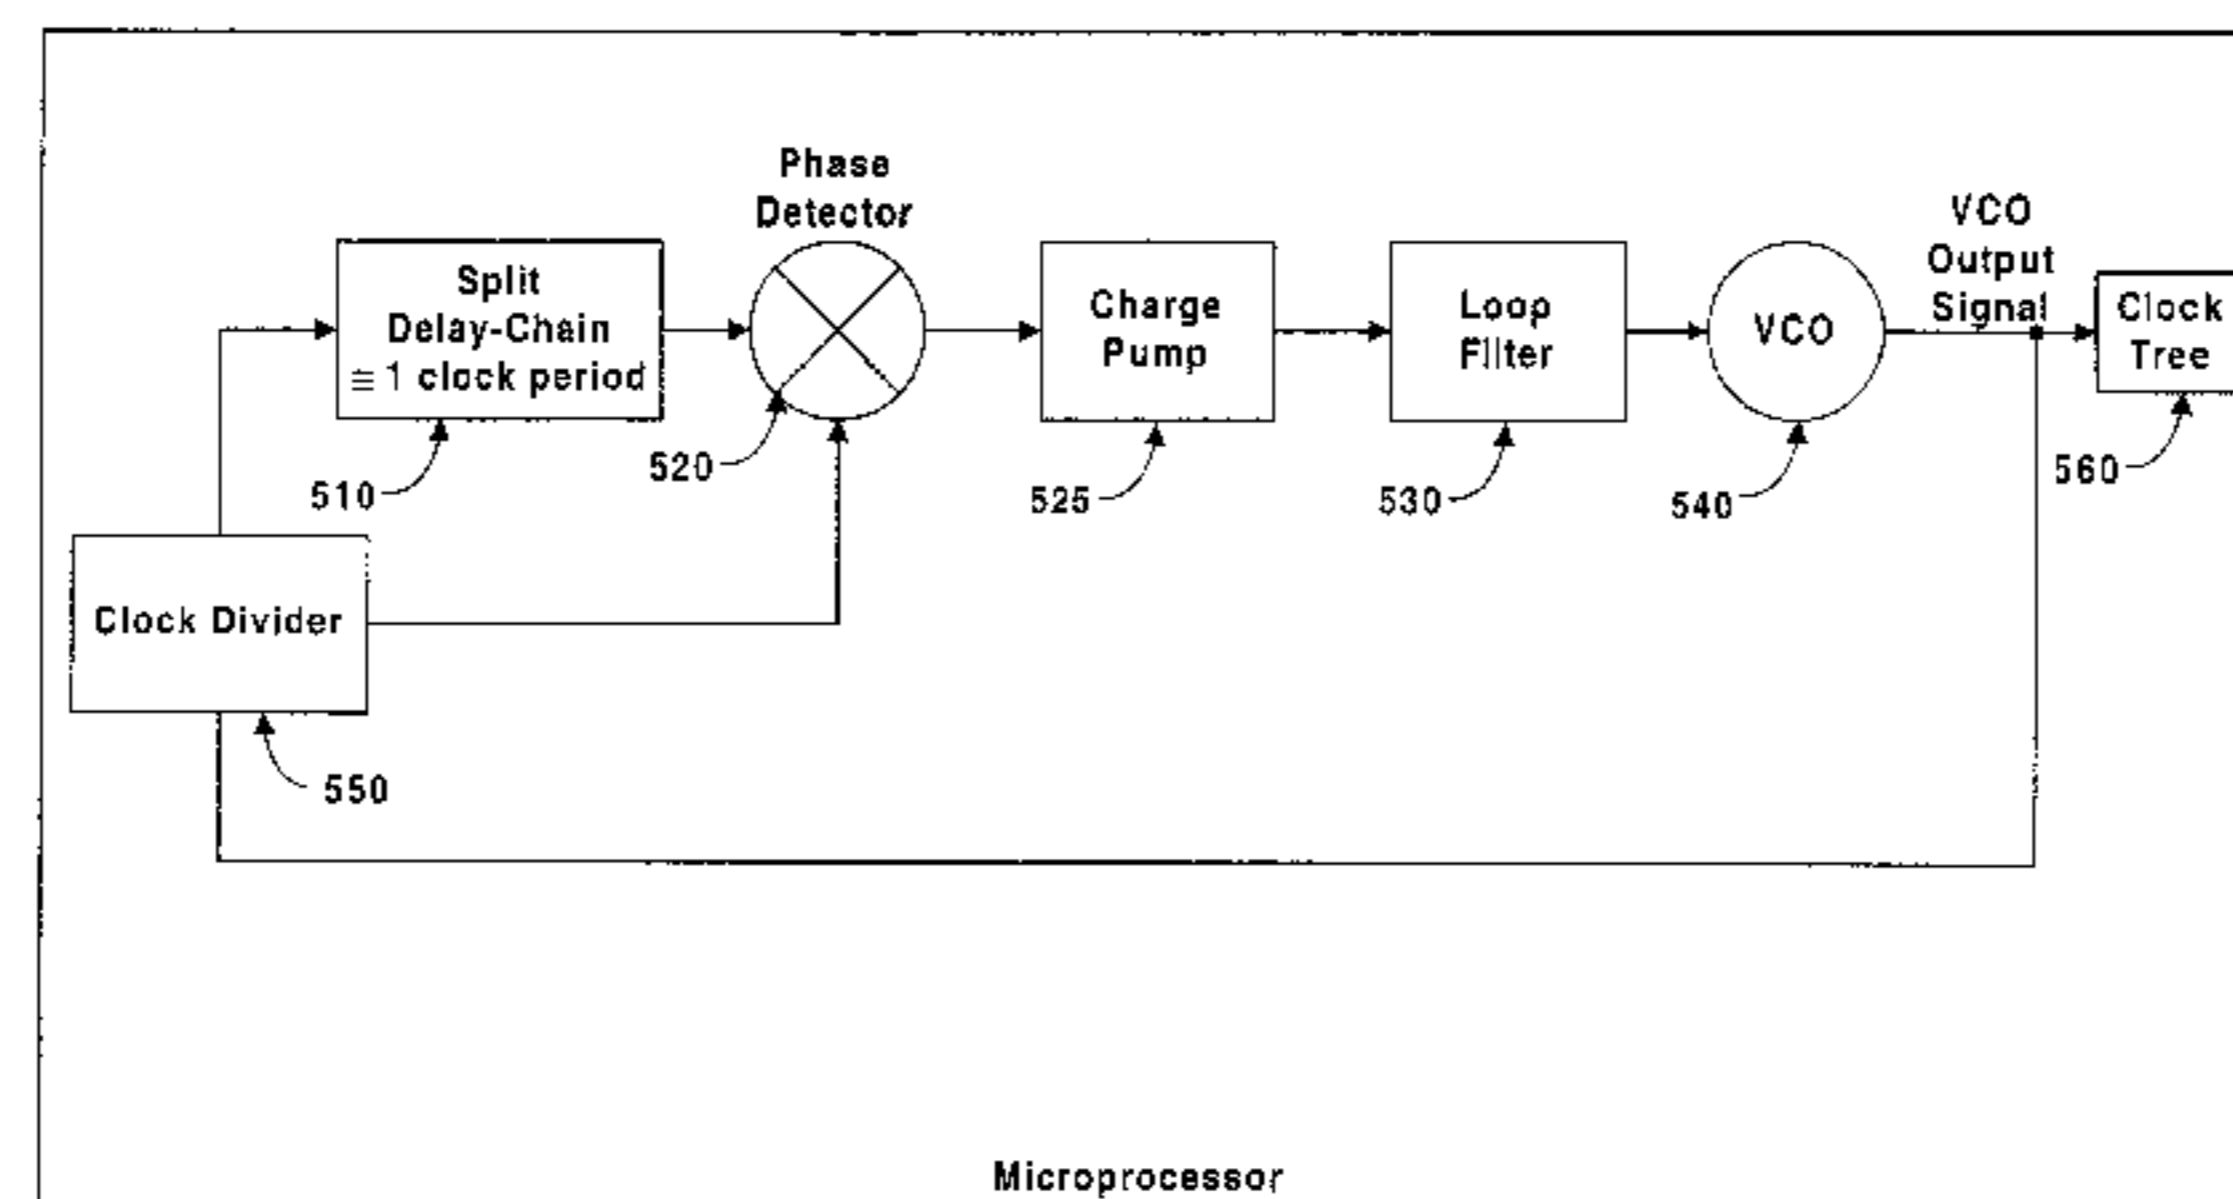 Phase
Detector
VCO
Output
Signal
Split
Delay-Chain
≡ 1 clock period
Charge
Pump
Loop
Filter
VCO
Clock
Tree
510
520
525
530
540
560
Clock Divider
550
Microprocessor